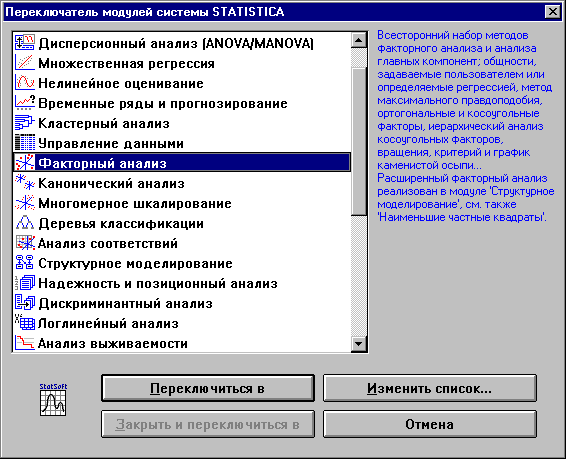 Переключатель модулей системы STATISTICA
Дисперсионный анализ (ANOVA/MANOVA)
Множественная регрессия
Нелинейное оценивание
Временные ряды и прогнозирование
Кластерный анализ
Управление данными
Факторный анализ
Канонический анализ
Многомерное шкалирование
Деревья классификации
Анализ соответствий
Структурное моделирование
Надежность и позиционный анализ
Дискриминантный анализ
Логлинейный анализ
Анализ выживаемости
Всесторонний набор методов
факторного анализа и анализа
главных компонент; общности,
задаваемые пользователем или
определяемые регрессией, метод
максимального правдоподобия,
ортогональные и косоугольные
факторы, иерархический анализ
косоугольных факторов,
вращения, критерий и график
каменистой осыпи...
Расширенный факторный анализ
реализован в модуле 'Структурное
моделирование', см. также
'Наименьшие частные квадраты'.
StatSoft
Переключиться в
Изменить список...
Закрыть и переключиться в
Отмена